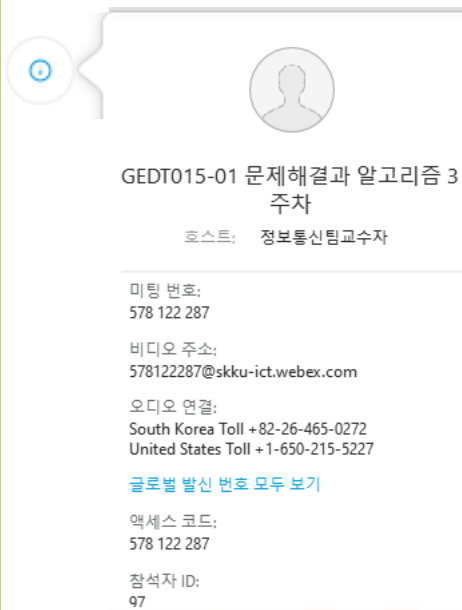 GEDT015-01 문제해결과 알고리즘 3
주차
호스트: 정보통신팀교수자
미팅 번호:
578 122 287
비디오 주소:
578122287@skku-ict.webex.com
오디오 연결:
South Korea Toll +82-26-465-0272
United States Toll +1-650-215-5227
글로벌 발신 번호 모두 보기
액세스 코드:
578 122 287
참석자 ID:
97